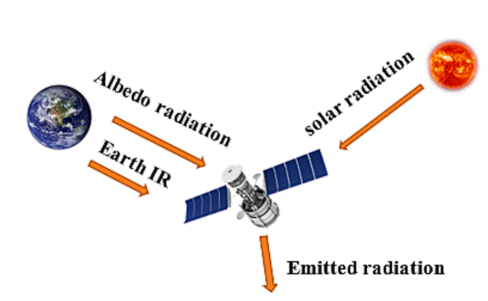 Albedo radiation
solar radiation
Earth IR
Emitted radiation